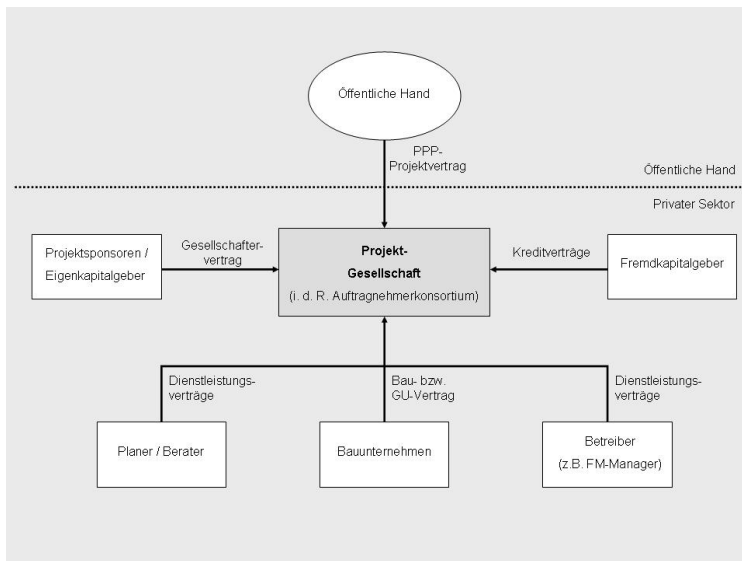 Öffentliche Hand
PPP-
Projektvertrag
Öffentliche Hand
Privater Sektor
Projektsponsoren /
Eigenkapitalgeber
Gesellschafter-
vertrag
Projekt-
Gesellschaft
(i. d. R. Auftragnehmerkonsortium)
Kreditverträge
Fremdkapitalgeber
Dienstleistungs-
verträge
Bau- bzw.
GU-Vertrag
Dienstleistungs-
verträge
Planer / Berater
Bauunternehmen
Betreiber
(z.B. FM-Manager)